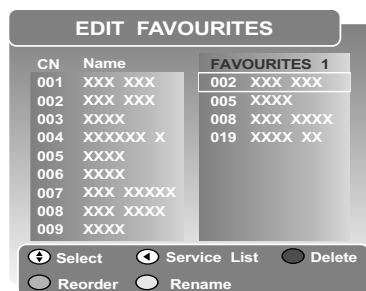 EDIT FAVOURITES
CN Name
001 XXX XXX
002 XXX XXX
003 XXXX
004 XXXXXX X
005 XXXX
006 XXXX
007 XXX XXXXX
008 XXX XXXX
009 XXXX
FAVOURITES 1
002 XXX XXX
005 XXXX
008 XXX XXXX
019 XXXX XX
Select Service List Delete
Reorder Rename